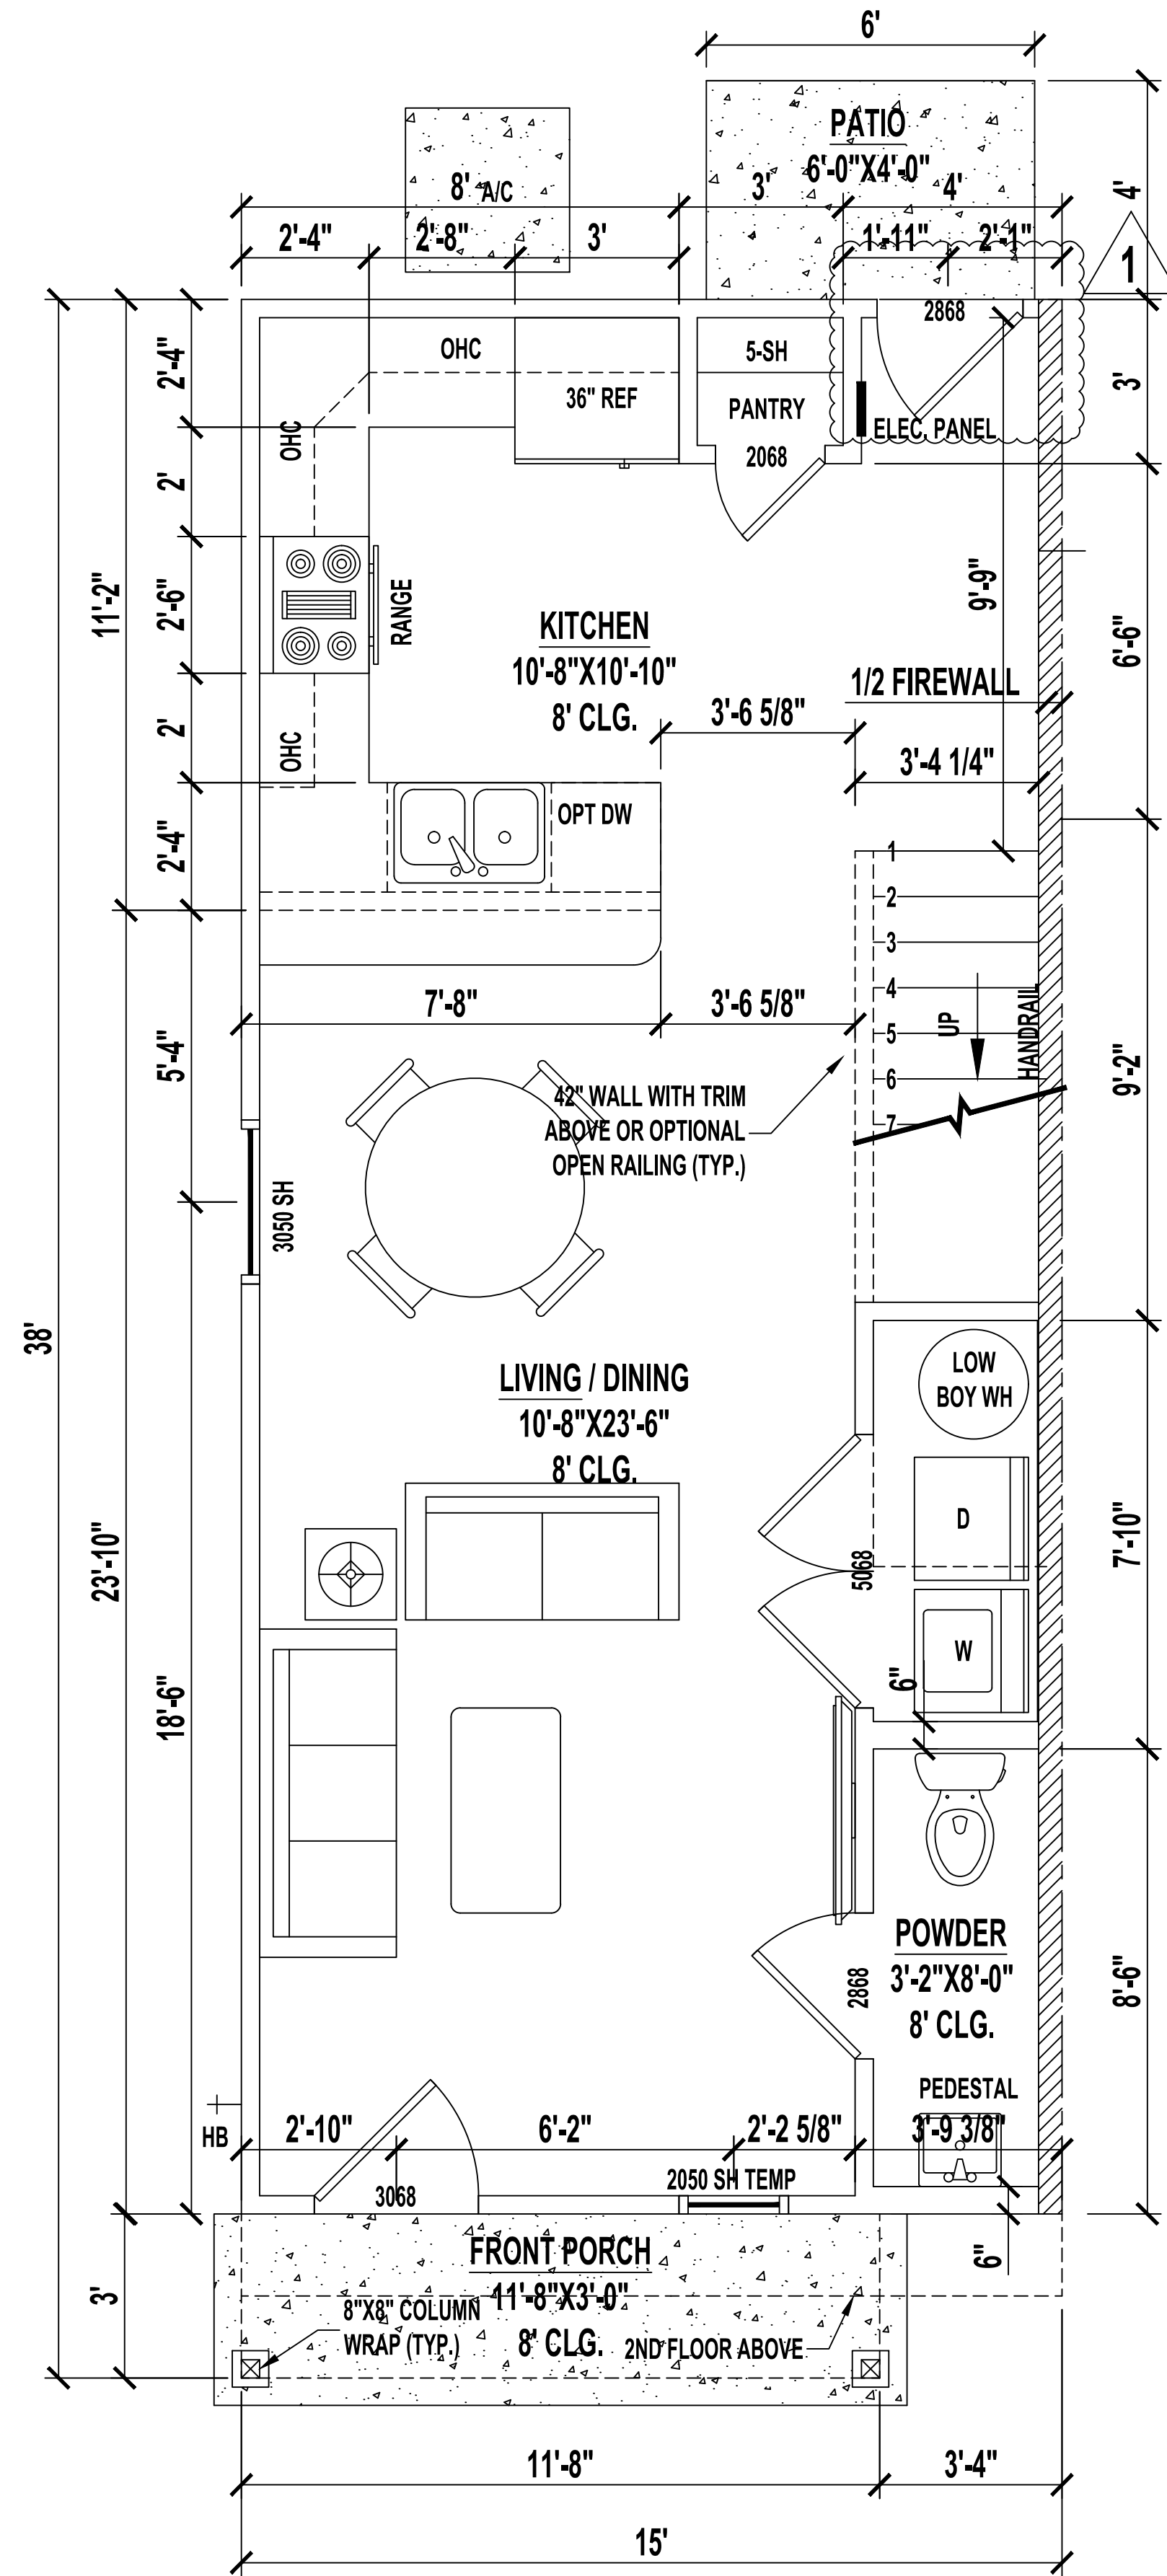 6'
PATIO
6'-0"X4'-0"
4'
8'
A/C
3'
4'
2'-4"
2'-8"
3'
1'-11"
2'-1"
1
2868
OHC
5-SH
36" REF
PANTRY
2068
ELEC. PANEL
2'-4"
3'
OHC
2'
11'-2"
2'-6"
RANGE
9'-9"
6'-6"
KITCHEN
10'-8"X10'-10"
8' CLG.
1/2 FIREWALL
3'-6 5/8"
3'-4 1/4"
2'
OHC
OPT DW
2'-4"
1
2
3
4
5
6
7
UP
HANDRAIL
7'-8"
3'-6 5/8"
5'-4"
9'-2"
42" WALL WITH TRIM
ABOVE OR OPTIONAL
OPEN RAILING (TYP.)
3050 SH
38'
LIVING / DINING
10'-8"X23'-6"
8' CLG.
LOW
BOY WH
D
5068
W
7'-10"
6"
23'-10"
18'-6"
POWDER
3'-2"X8'-0"
8' CLG.
2868
8'-6"
PEDESTAL
HB
2'-10"
6'-2"
2'-2 5/8"
3'-9 3/8"
3068
2050 SH TEMP
FRONT PORCH
11'-8"X3'-0"
8' CLG.
8"X8" COLUMN
WRAP (TYP.)
2ND FLOOR ABOVE
3'
6"
11'-8"
3'-4"
15'